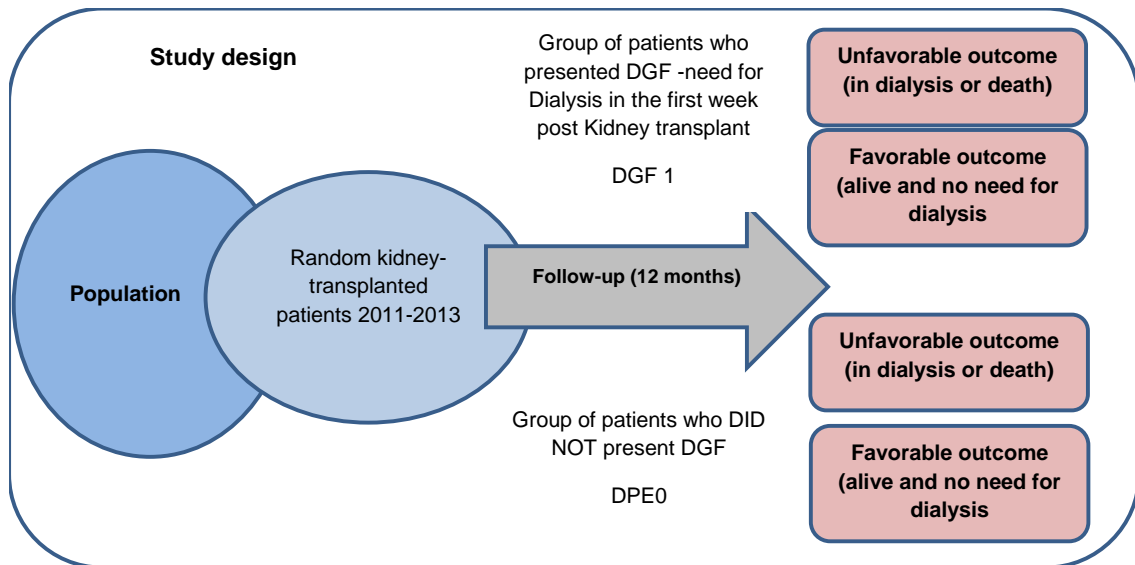 Study design
Population
Random kidney-
transplanted
patients 2011-2013
Group of patients who
presented DGF -need for
Dialysis in the first week
post Kidney transplant
DGF 1
Follow-up (12 months)
Group of patients who DID
NOT present DGF
DPE0
Unfavorable outcome
(in dialysis or death)
Favorable outcome
(alive and no need for
dialysis
Unfavorable outcome
(in dialysis or death)
Favorable outcome
(alive and no need for
dialysis